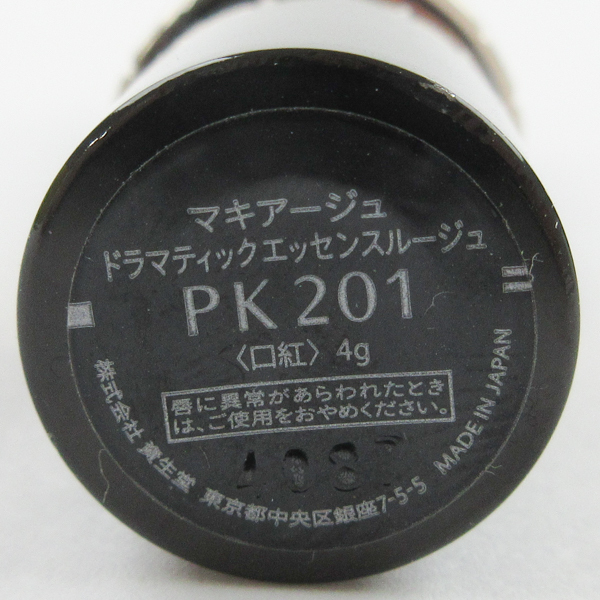 マキアージュ
ドラマティックエッセンスルージュ
PK 201
〈口紅〉 4g
唇に異常があらわれたとき
は、ご使用をおやめください。
株式会社 資生堂 東京都中央区銀座7-5-5 MADE IN JAPAN